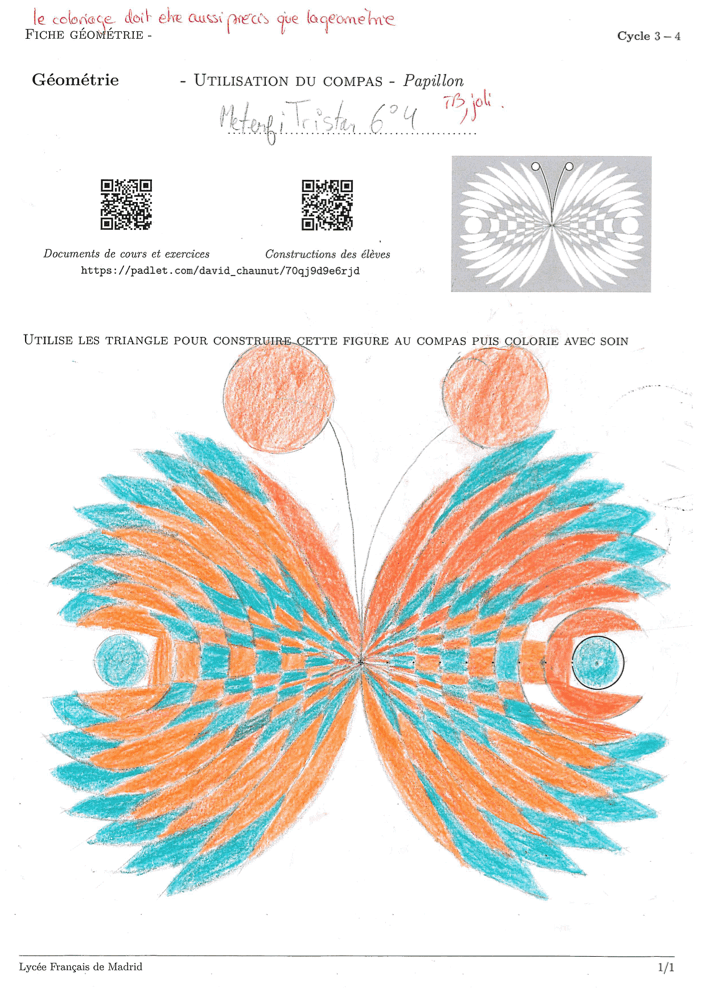 le coloriage doit etre aussi precis que la geometrie
FICHE GÉOMÉTRIE - Cycle 3 – 4
Géométrie - UTILISATION DU COMPAS - Papillon
TB, joli.
Tristan 6°4
Documents de cours et exercices Constructions des élèves
https://padlet.com/david_chaunut/70qj9d9e6rjd
UTILISE LES TRIANGLE POUR CONSTRUIRE CETTE FIGURE AU COMPAS PUIS COLORIE AVEC SOIN
Lycée Français de Madrid 1/1